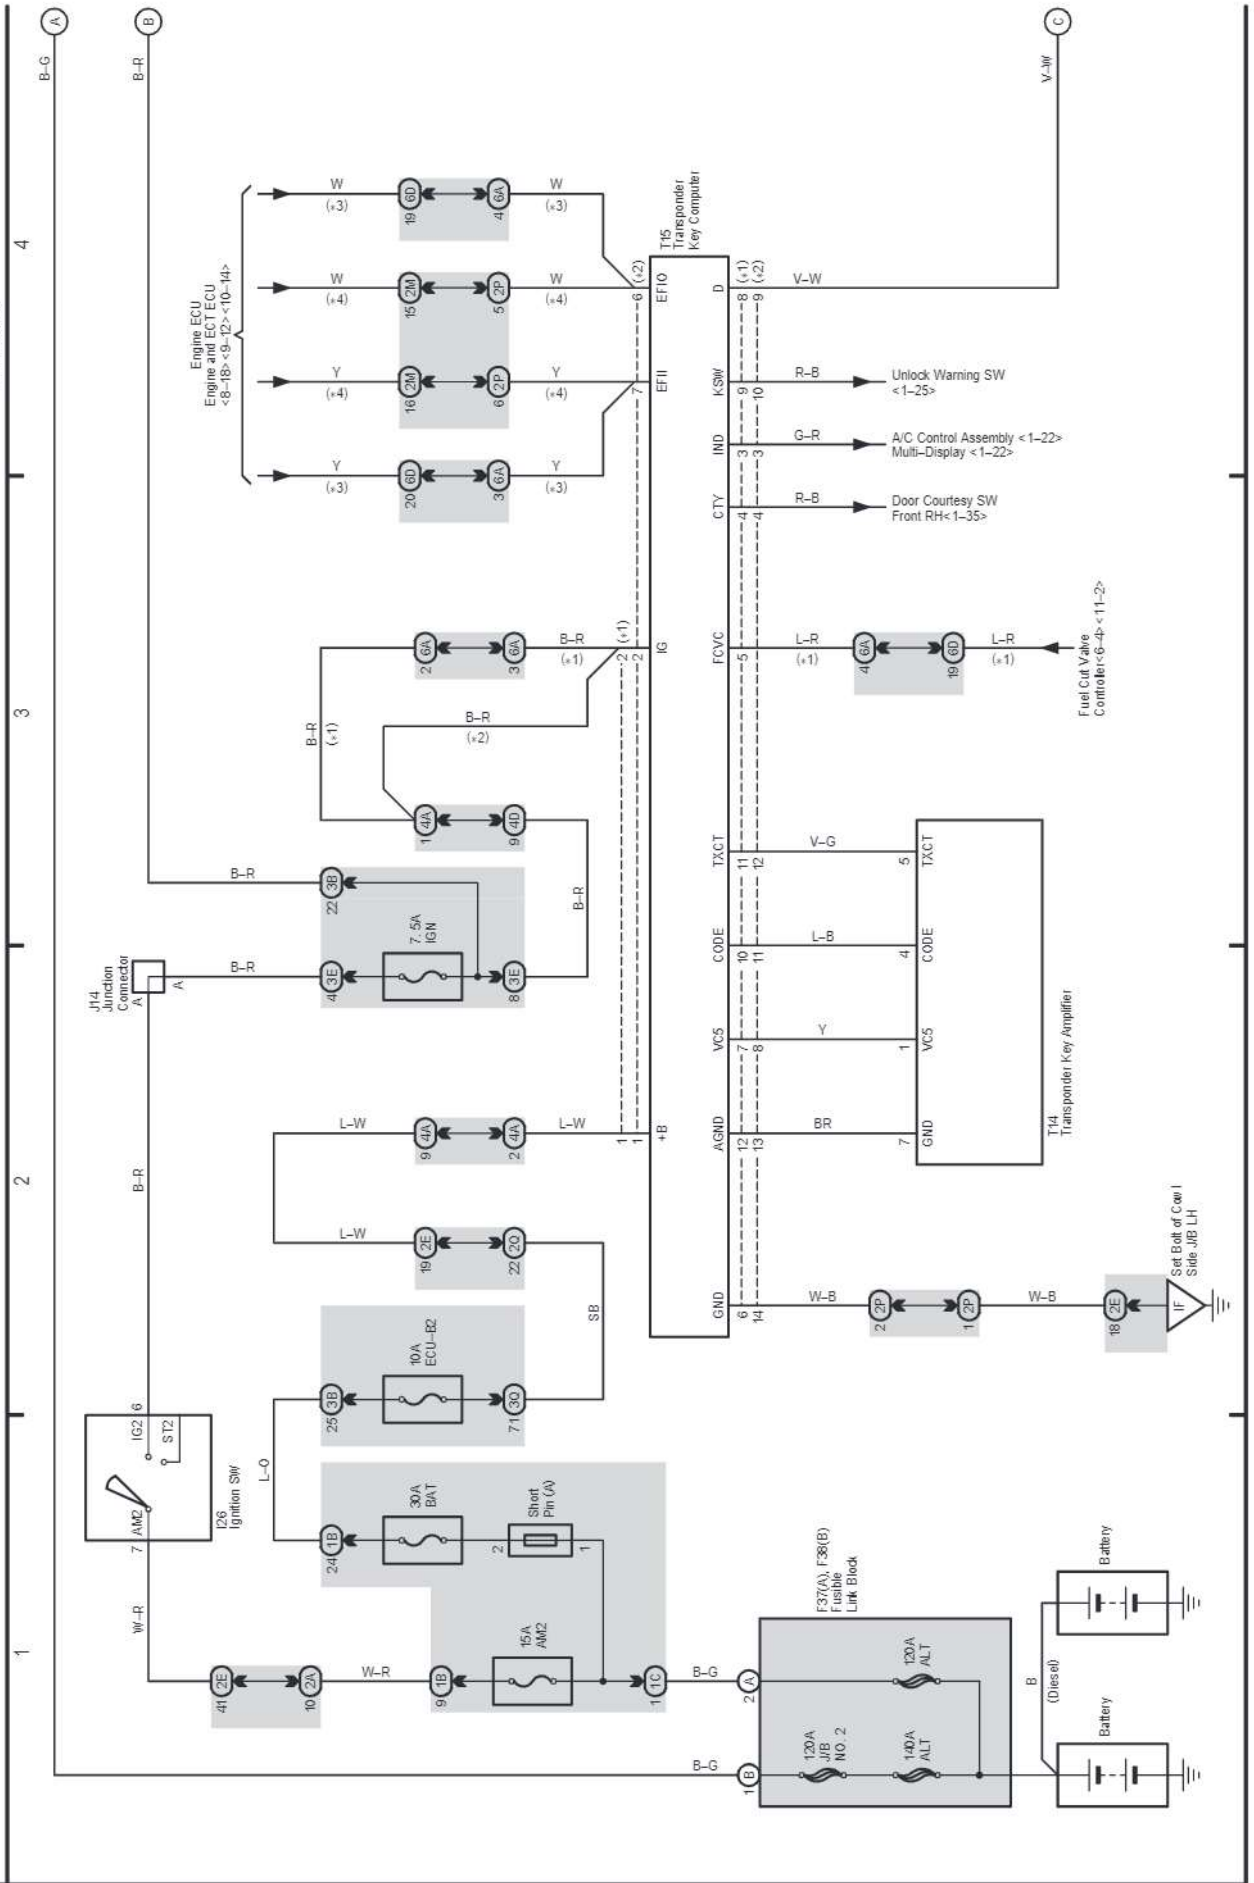 1
2
3
4
A
B–G
B
B–R
C
V–W
Engine ECU
Engine and ECT ECU
<8–18> <9–12> <10–14>
Y
(*3)
Y
(*4)
W
(*4)
W
(*3)
20 6D
16 2M
15 2M
19 6D
3 6A
6 2P
5 2P
4 6A
Y
(*3)
Y
(*4)
W
(*4)
W
(*3)
7
EFII
6 (*2)
EFIO
T15
Transponder
Key Computer
J14
Junction
Connector
A
A
B–R
B–R
B–R
4 3E
22 3B
7. 5A
IGN
8 3E
B–R
1 4A
9 4D
B–R
(*1)
B–R
(*2)
2 6A
3 6A
B–R
(*1)
2 (*1)
2
IG
I26
Ignition SW
7 AM2
IG2 6
ST2
W–R
41 2E
10 2A
W–R
9 1B
15A
AM2
1 1C
B–G
24 1B
30A
BAT
Short
Pin (A)
2
1
L–O
25 3B
10A
ECU–B2
71 3Q
SB
19 2E
22 2Q
L–W
L–W
9 4A
2 4A
L–W
1
1
+B
GND
6
14
AGND
12
13
VC5
7
8
CODE
10
11
TXCT
11
12
FCVC
5
CTY
4
4
IND
3
3
KSW
9
10
D
8 (*1)
9 (*2)
W–B
2 2P
1 2P
W–B
18 2E
IF
Set Bolt of Cowl
Side J/B LH
BR
Y
L–B
V–G
7
GND
1
VC5
4
CODE
5
TXCT
T14
Transponder Key Amplifier
L–R
(*1)
4 6A
19 6D
L–R
(*1)
Fuel Cut Valve
Controller<6–4> <11–2>
R–B
Door Courtesy SW
Front RH<1–35>
G–R
A/C Control Assembly <1–22>
Multi–Display <1–22>
R–B
Unlock Warning SW
<1–25>
V–W
B–G
1 B
2 A
F37(A), F38(B)
Fusible
Link Block
120A
J/B
NO. 2
140A
ALT
120A
ALT
B
(Diesel)
Battery
Battery